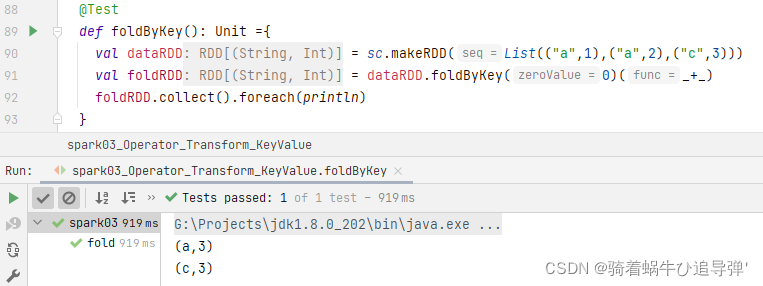 88 @Test
89 def foldByKey(): Unit ={
90 val dataRDD: RDD[(String, Int)] = sc.makeRDD( seq = List(("a",1),("a",2),("c",3)))
91 val foldRDD: RDD[(String, Int)] = dataRDD.foldByKey( zeroValue = 0)( func = _+_)
92 foldRDD.collect().foreach(println)
93 }
spark03_Operator_Transform_KeyValue
Run: spark03_Operator_Transform_KeyValue.foldByKey ×
» Tests passed: 1 of 1 test – 919 ms
spark03 919 ms G:\Projects\jdk1.8.0_202\bin\java.exe ...
fold 919 ms (a,3)
(c,3)
CSDN @骑着蜗牛ひ追导弹'